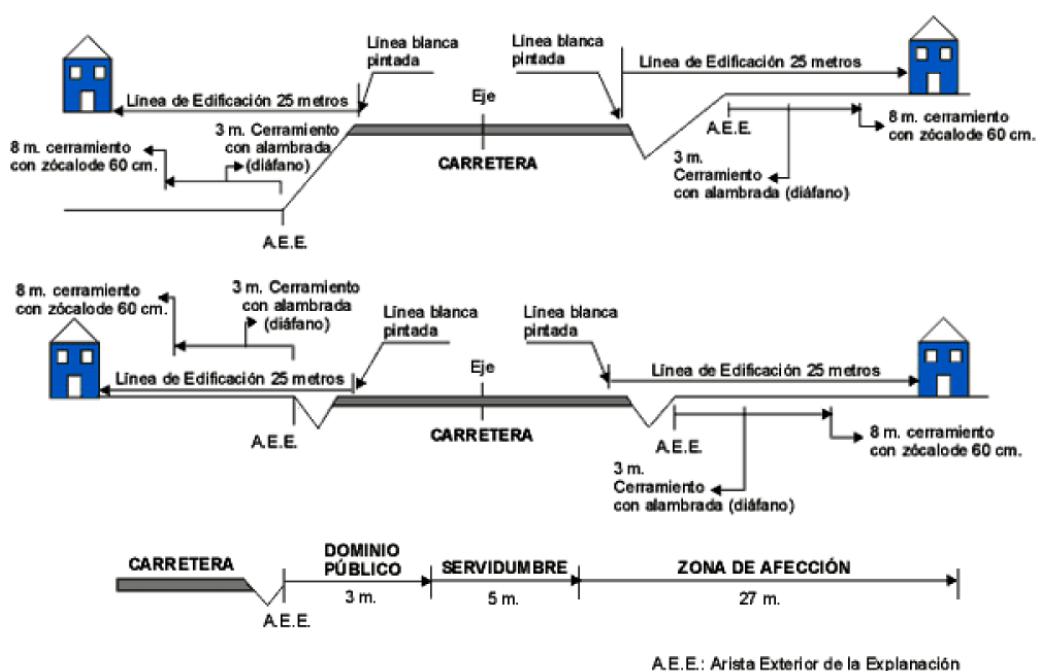 Línea blanca
pintada
Línea blanca
pintada
Línea de Edificación 25 metros
Línea de Edificación 25 metros
Eje
8 m. cerramiento
con zócalode 60 cm.
3 m. Cerramiento
con alambrada
(diáfano)
CARRETERA
A.E.E.
8 m. cerramiento
con zócalode 60 cm.
3 m.
Cerramiento
con alambrada (diáfano)
A.E.E.
8 m. cerramiento
con zócalode 60 cm.
3 m. Cerramiento
con alambrada
(diáfano)
Línea blanca
pintada
Línea blanca
pintada
Línea de Edificación 25 metros
Eje
Línea de Edificación 25 metros
A.E.E.
CARRETERA
A.E.E.
8 m. cerramiento
con zócalode 60 cm.
3 m.
Cerramiento
con alambrada (diáfano)
CARRETERA
DOMINIO
PÚBLICO
SERVIDUMBRE
ZONA DE AFECCIÓN
3 m.
5 m.
27 m.
A.E.E.
A.E.E.: Arista Exterior de la Explanación